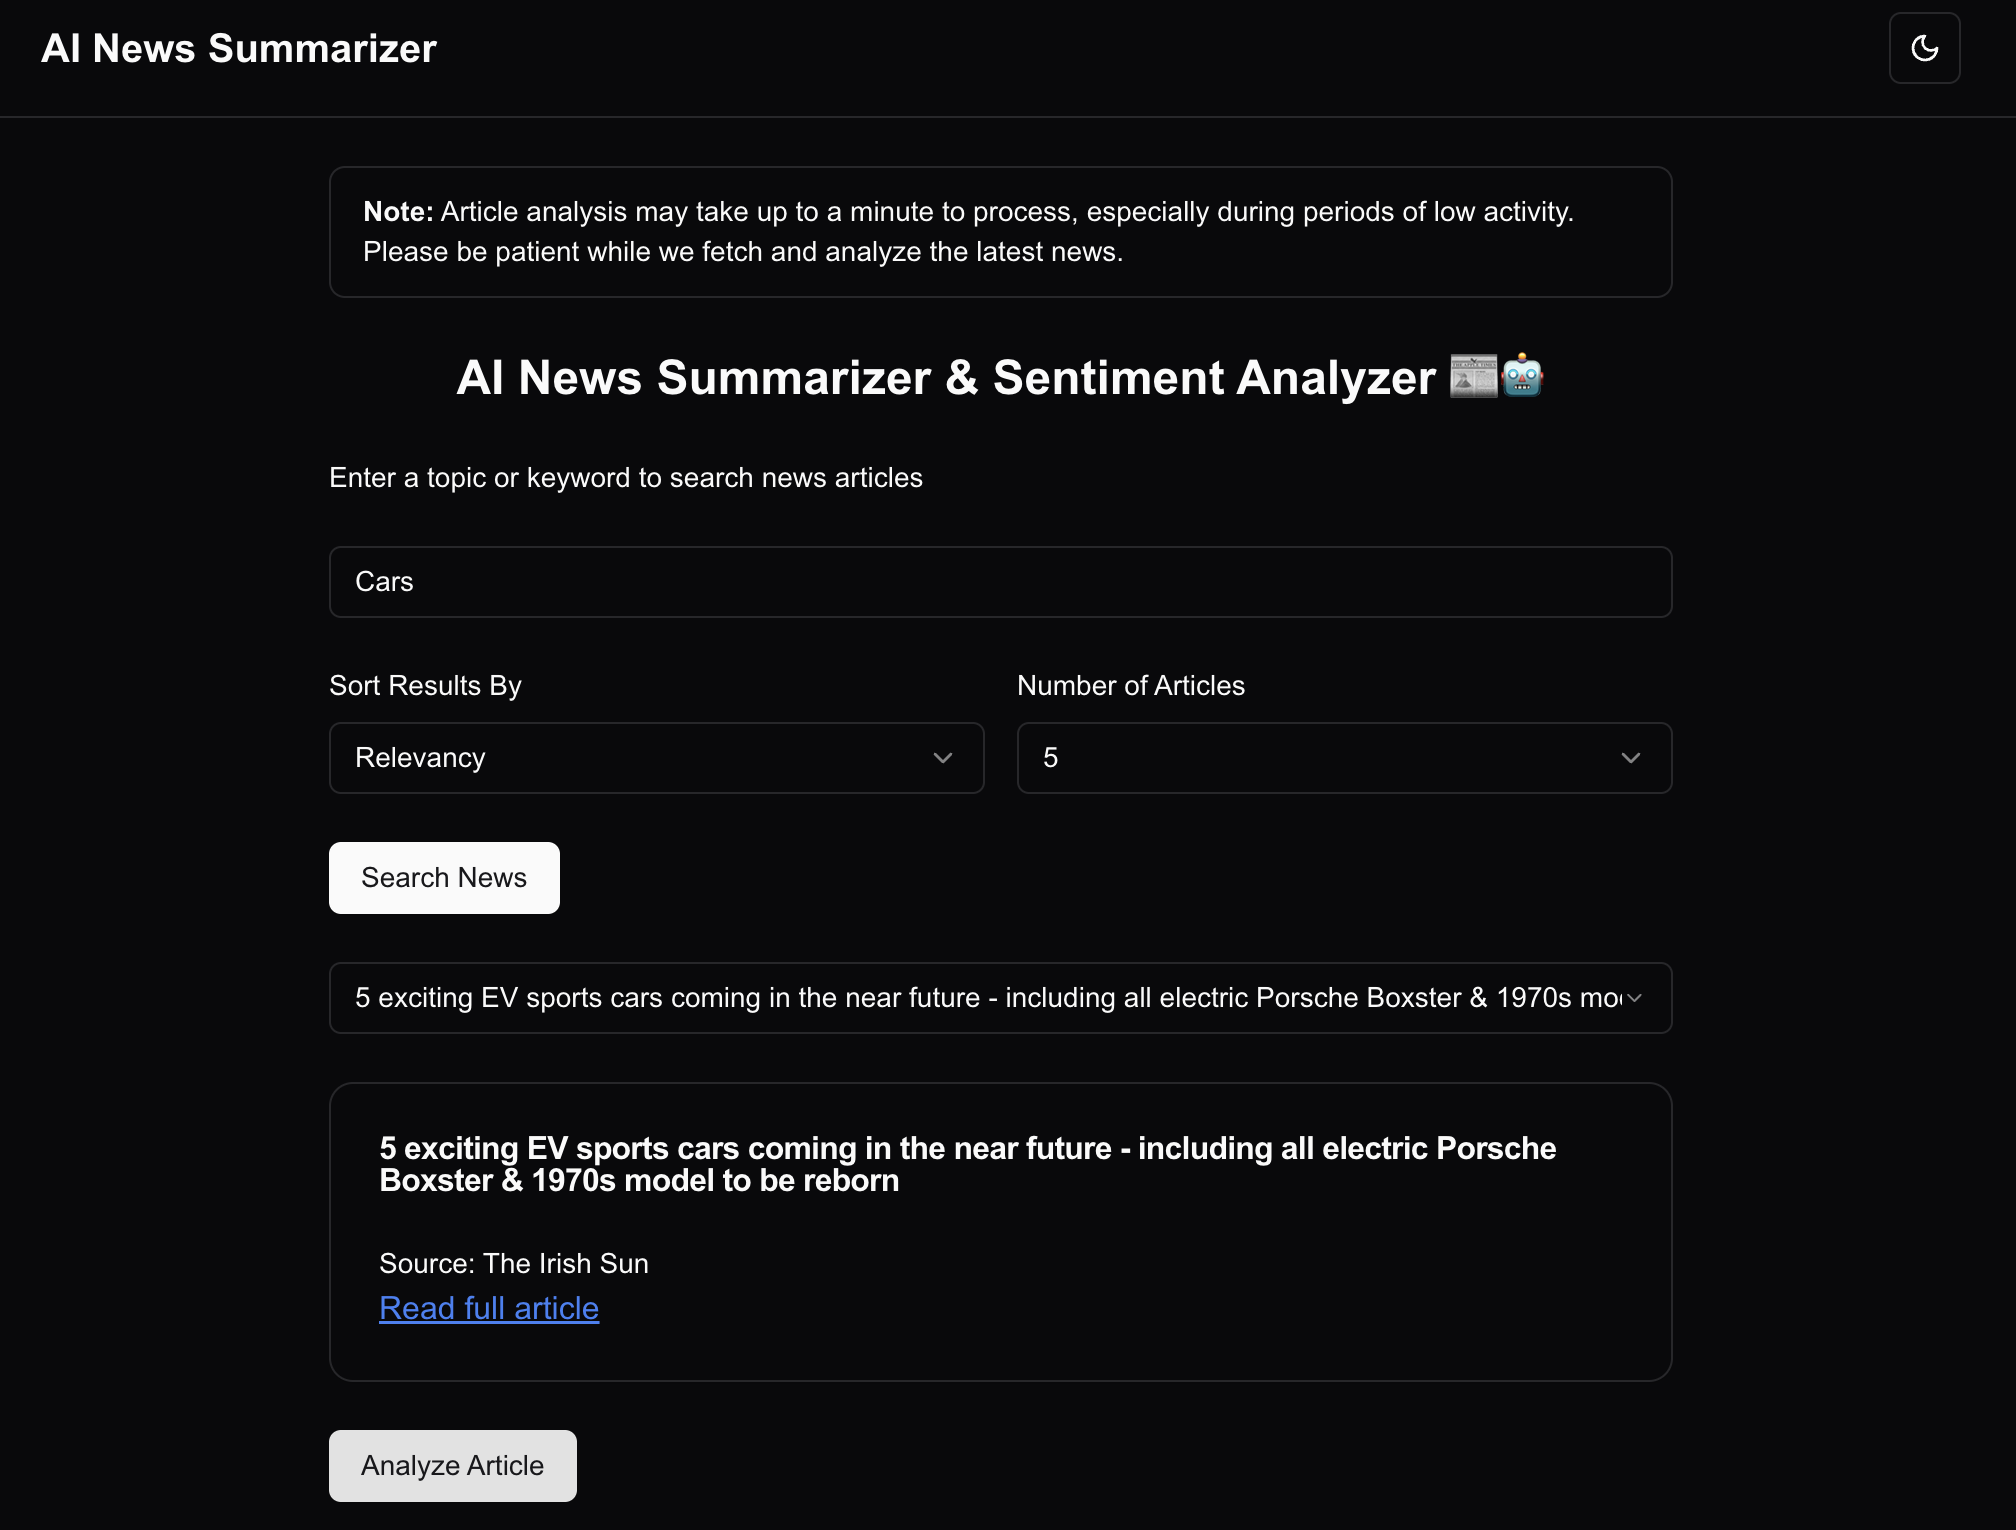 AI News Summarizer
Note: Article analysis may take up to a minute to process, especially during periods of low activity.
Please be patient while we fetch and analyze the latest news.
AI News Summarizer & Sentiment Analyzer 📰🤖
Enter a topic or keyword to search news articles
Cars
Sort Results By
Number of Articles
Relevancy
5
Search News
5 exciting EV sports cars coming in the near future - including all electric Porsche Boxster & 1970s mo
5 exciting EV sports cars coming in the near future - including all electric Porsche
Boxster & 1970s model to be reborn
Source: The Irish Sun
Read full article
Analyze Article